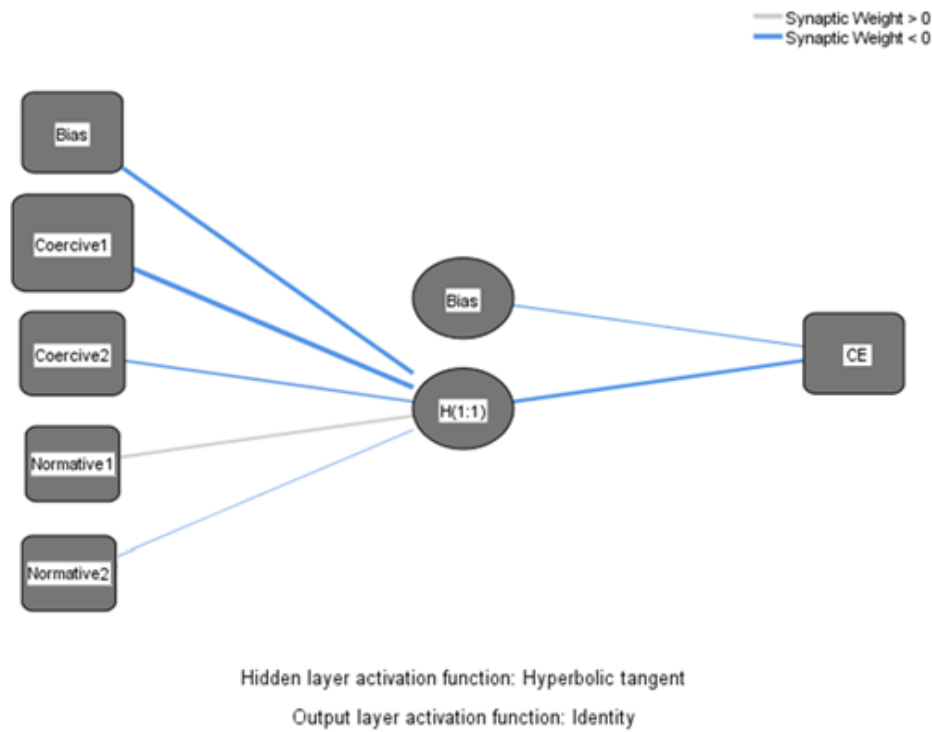 Synaptic Weight > 0
Synaptic Weight < 0
Bias
Coercive1
Coercive2
Normative1
Normative2
Bias
H(1:1)
CE
Hidden layer activation function: Hyperbolic tangent
Output layer activation function: Identity